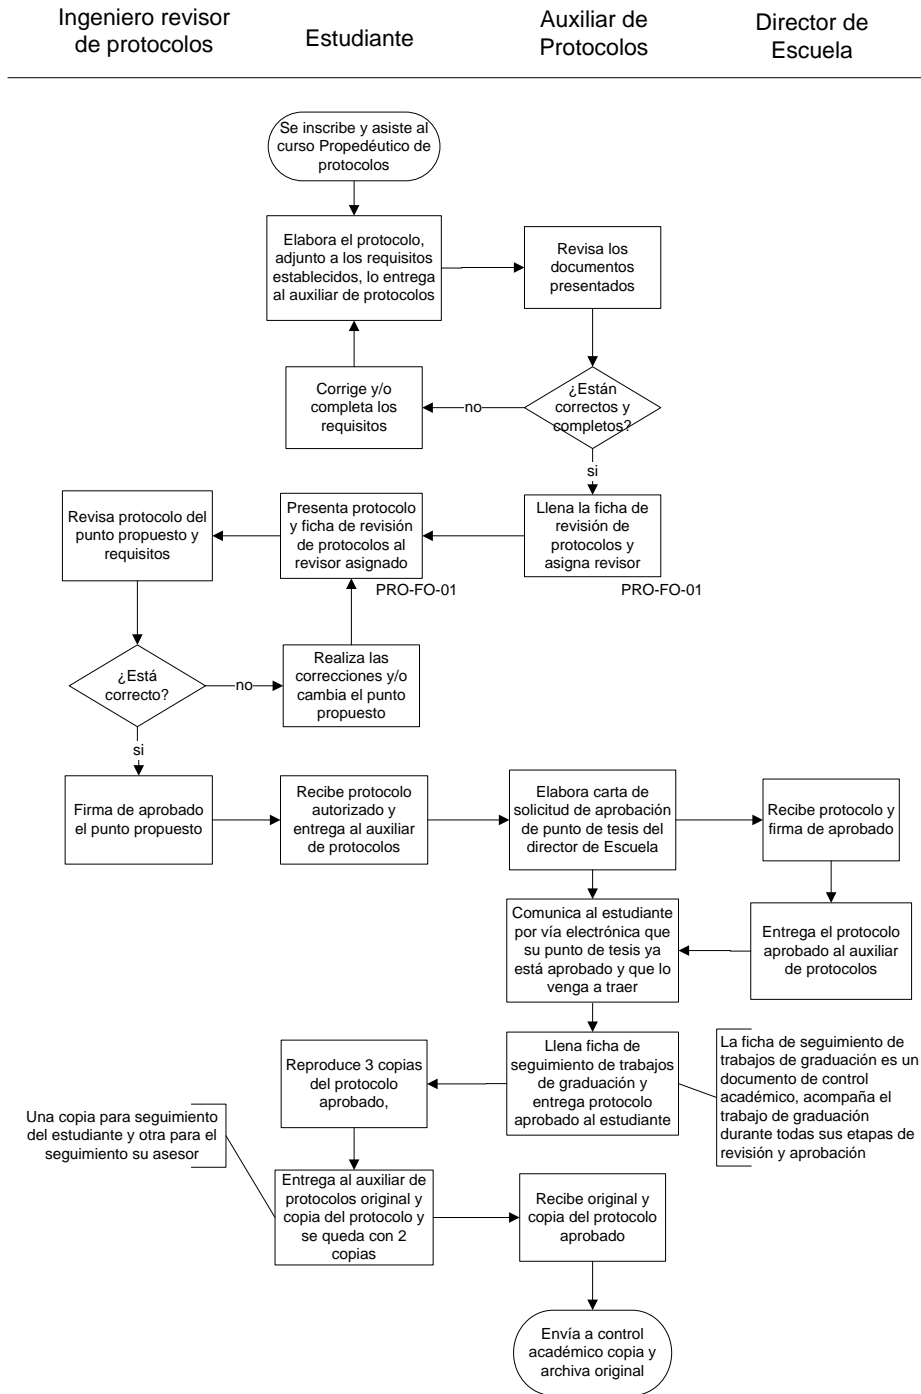 Ingeniero revisor
de protocolos
Estudiante
Auxiliar de
Protocolos
Director de
Escuela
Se inscribe y asiste al
curso Propedéutico de
protocolos
Elabora el protocolo,
adjunto a los requisitos
establecidos, lo entrega
al auxiliar de protocolos
Revisa los
documentos
presentados
Corrige y/o
completa los
requisitos
no
¿Están
correctos y
completos?
si
Revisa protocolo del
punto propuesto y
requisitos
Presenta protocolo
y ficha de revisión
de protocolos al
revisor asignado
PRO-FO-01
Llena la ficha de
revisión de
protocolos y
asigna revisor
PRO-FO-01
¿Está
correcto?
no
Realiza las
correcciones y/o
cambia el punto
propuesto
si
Firma de aprobado
el punto propuesto
Recibe protocolo
autorizado y
entrega al auxiliar
de protocolos
Elabora carta de
solicitud de aprobación
de punto de tesis del
director de Escuela
Recibe protocolo y
firma de aprobado
Comunica al estudiante
por vía electrónica que
su punto de tesis ya
está aprobado y que lo
venga a traer
Entrega el protocolo
aprobado al auxiliar
de protocolos
Reproduce 3 copias
del protocolo
aprobado,
Llena ficha de
seguimiento de trabajos
de graduación y
entrega protocolo
aprobado al estudiante
La ficha de seguimiento de
trabajos de graduación es un
documento de control
académico, acompaña el
trabajo de graduación
durante todas sus etapas de
revisión y aprobación
Una copia para seguimiento
del estudiante y otra para el
seguimiento su asesor
Entrega al auxiliar de
protocolos original y
copia del protocolo y
se queda con 2
copias
Recibe original y
copia del protocolo
aprobado
Envía a control
académico copia y
archiva original